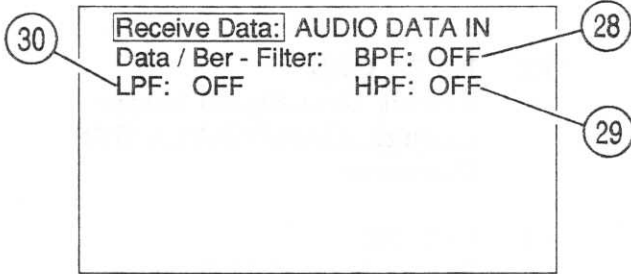 30
28
29
Receive Data: AUDIO DATA IN
Data / Ber - Filter: BPF: OFF
LPF: OFF HPF: OFF